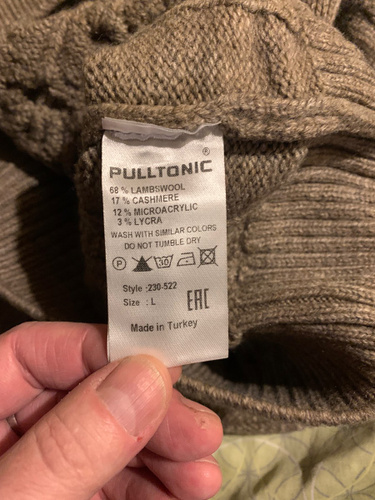 PULLTONIC®
68 % LAMBSWOOL
17 % CASHMERE
12 % MICROACRYLIC
3 % LYCRA
WASH WITH SIMILAR COLORS
DO NOT TUMBLE DRY
P 30
Style :230-522
Size : L
EAC
Made in Turkey